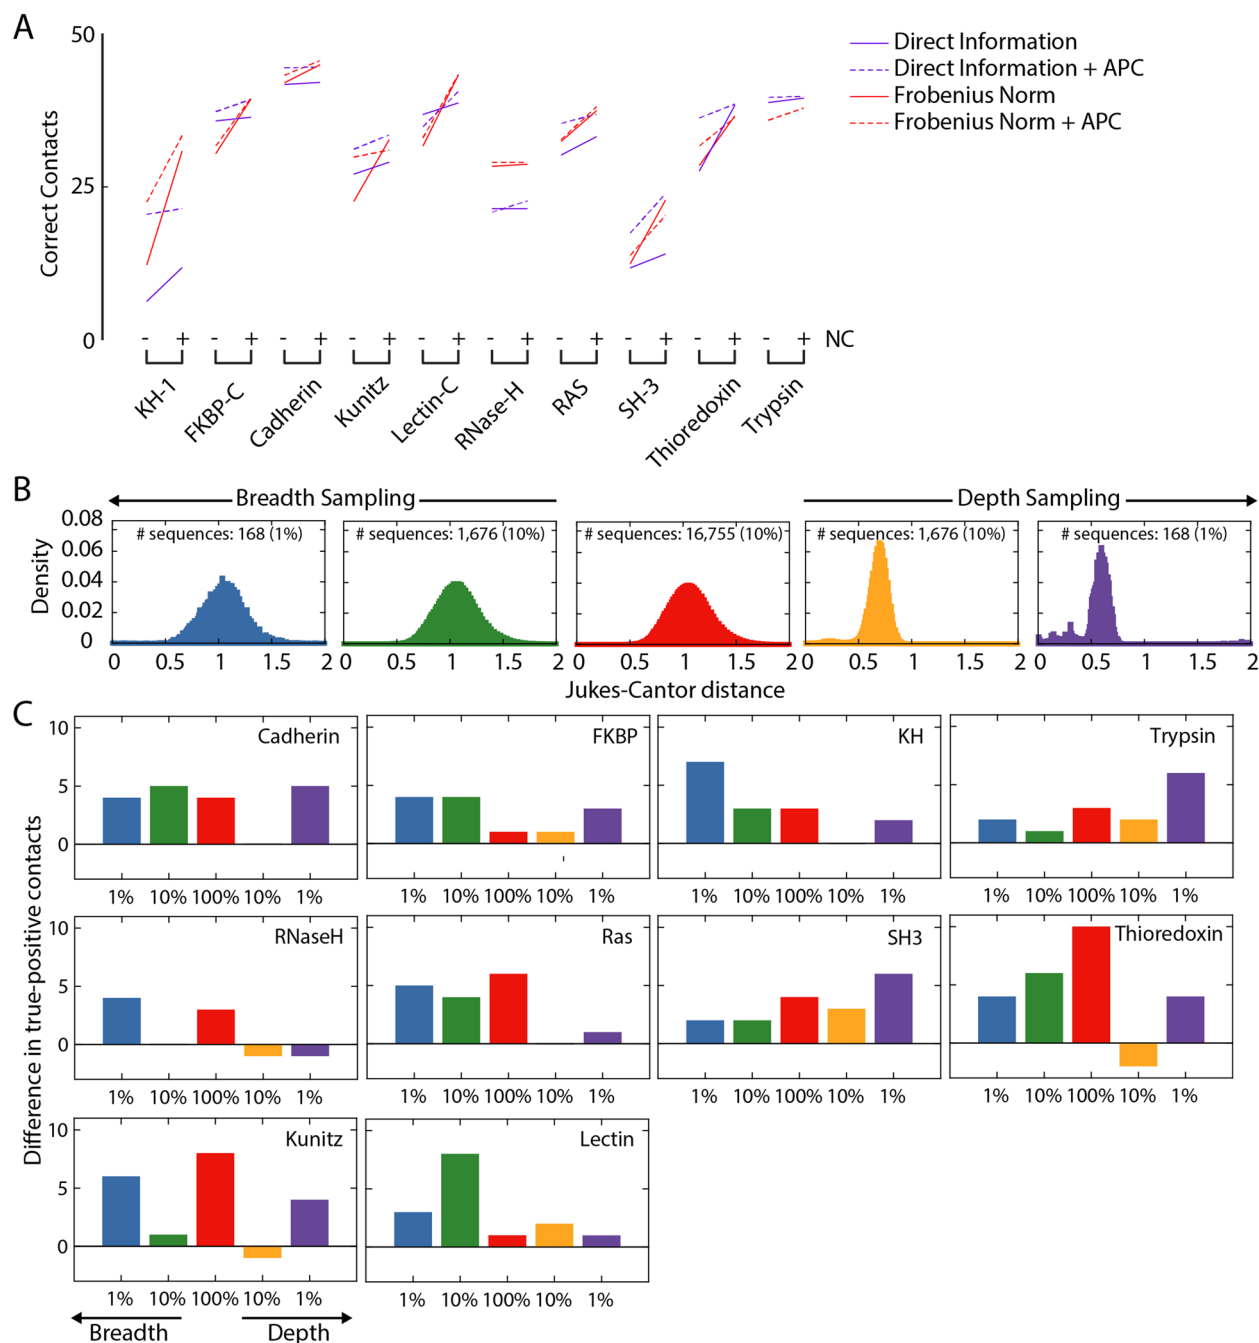 A
50
25
0
Correct Contacts
Direct Information
Direct Information + APC
Frobenius Norm
Frobenius Norm + APC
- + - + - + - + - + - + - + - + - + - + NC
KH-1
FKBP-C
Cadherin
Kunitz
Lectin-C
RNase-H
RAS
SH-3
Thioredoxin
Trypsin
B
Breadth Sampling
Depth Sampling
Density
0.08
0.06
0.04
0.02
0
# sequences: 168 (1%)
# sequences: 1,676 (10%)
# sequences: 16,755 (10%)
# sequences: 1,676 (10%)
# sequences: 168 (1%)
0 0.5 1 1.5 2
0 0.5 1 1.5 2
0 0.5 1 1.5 2
0 0.5 1 1.5 2
0 0.5 1 1.5 2
Jukes-Cantor distance
C
Difference in true-positive contacts
10
5
0
Cadherin
1% 10% 100% 10% 1%
FKBP
1% 10% 100% 10% 1%
KH
1% 10% 100% 10% 1%
Trypsin
1% 10% 100% 10% 1%
10
5
0
RNaseH
1% 10% 100% 10% 1%
Ras
1% 10% 100% 10% 1%
SH3
1% 10% 100% 10% 1%
Thioredoxin
1% 10% 100% 10% 1%
10
5
0
Kunitz
1% 10% 100% 10% 1%
Lectin
1% 10% 100% 10% 1%
Breadth
Depth